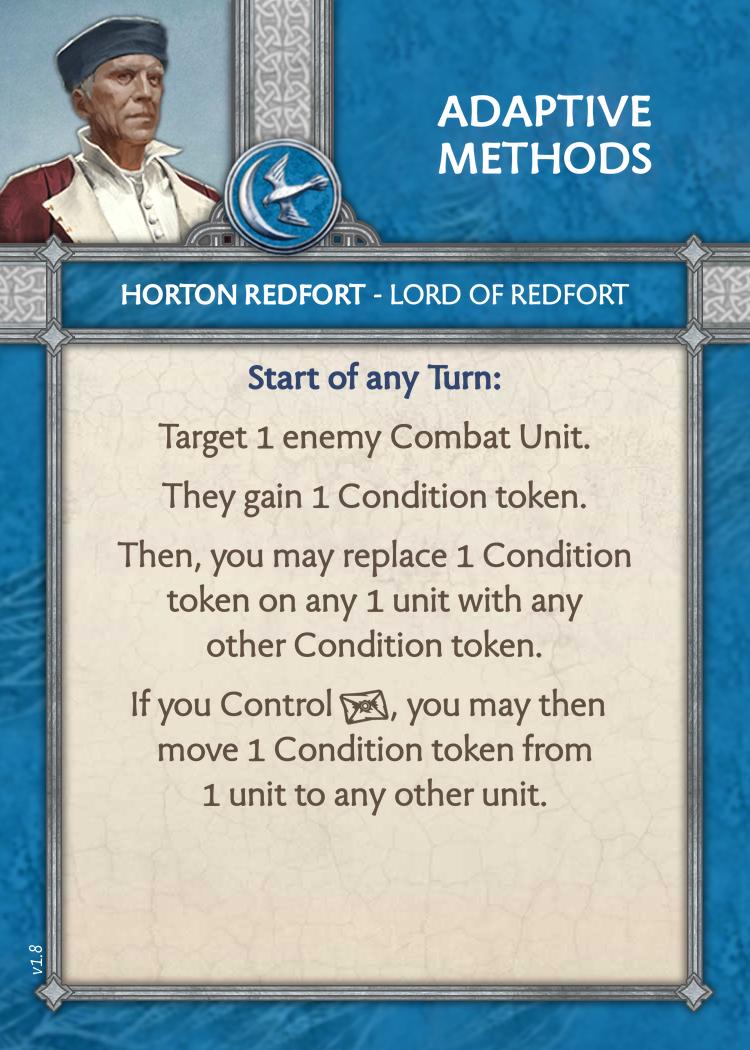 ADAPTIVE
METHODS
HORTON REDFORT - LORD OF REDFORT
Start of any Turn:
Target 1 enemy Combat Unit.
They gain 1 Condition token.
Then, you may replace 1 Condition
token on any 1 unit with any
other Condition token.
If you Control , you may then
move 1 Condition token from
1 unit to any other unit.
v1.8